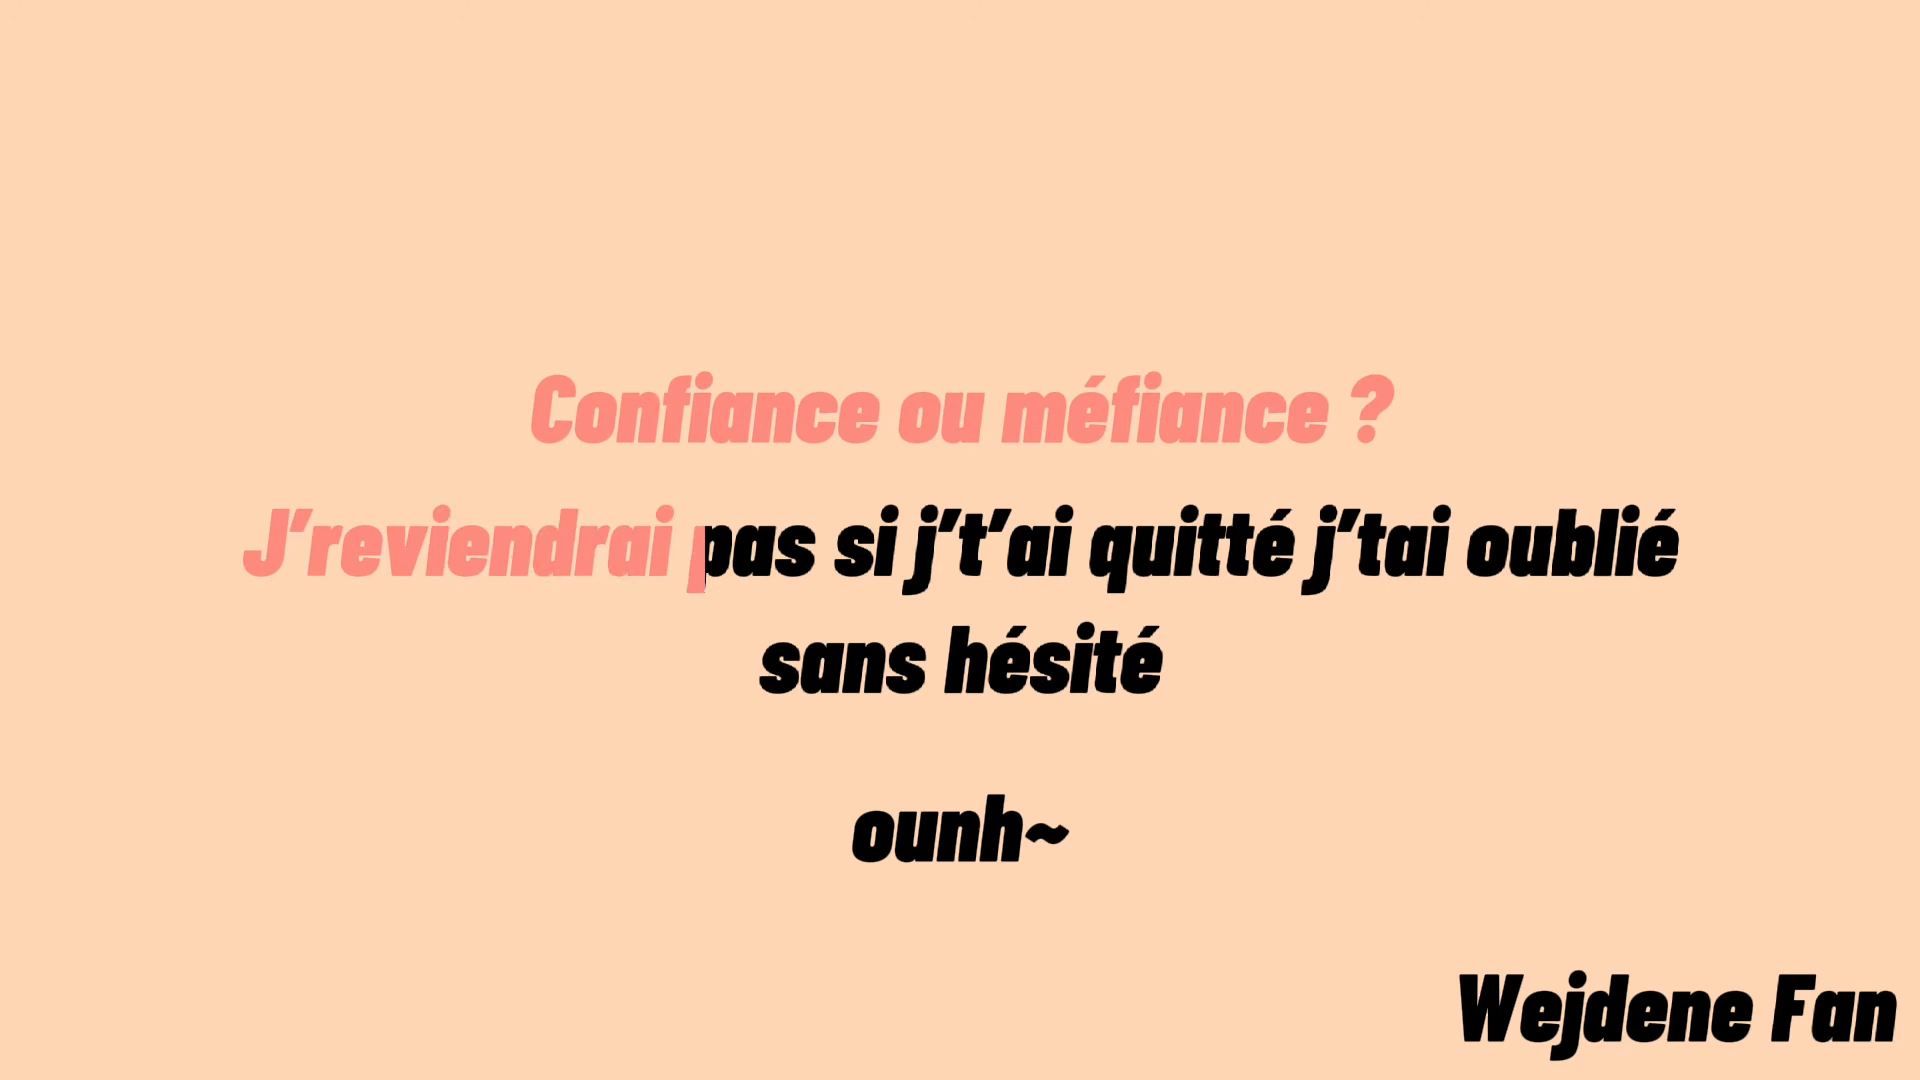 Confiance ou méfiance ?
J’reviendrai pas si j’t’ai quitté j’tai oublié
sans hésité
ounh~
Wejdene Fan